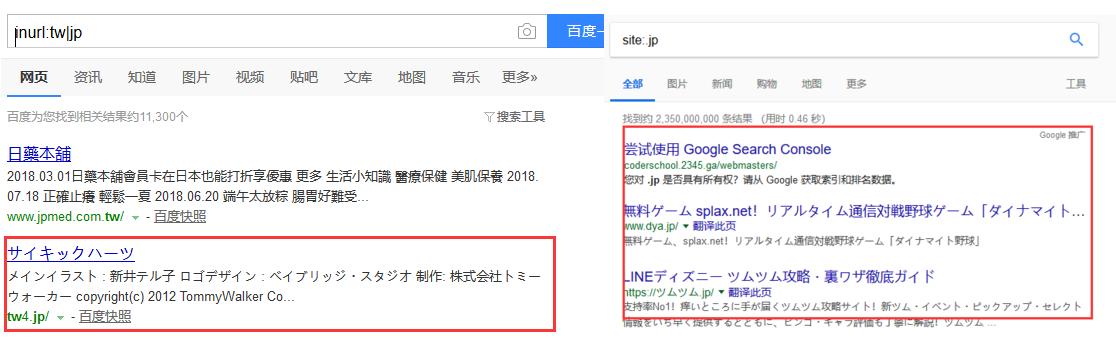 inurl:tw|jp
百度一
网页 资讯 知道 图片 视频 贴吧 文库 地图 音乐 更多»
百度为您找到相关结果约11,300个 搜索工具
日藥本舖
2018.03.01日藥本舖會員卡在日本也能打折享優惠 更多 生活小知識 醫療保健 美肌保養 2018.
07.18 正確止癢 輕鬆一夏 2018.06.20 端午太放粽 腸胃好難受...
www.jpmed.com.tw/ - 百度快照
サイキックハーツ
メインイラスト : 新井テル子 ロゴデザイン : ベイブリッジ・スタジオ 制作: 株式会社トミー
ウォーカー copyright(c) 2012 TommyWalker Co...
tw4.jp/ - 百度快照
site:.jp
全部 图片 新闻 购物 地图 更多 工具
找到约 2,350,000,000 条结果 （用时 0.46 秒）
Google 推广
尝试使用 Google Search Console
coderschool.2345.ga/webmasters/
您对 .jp 是否具有所有权？请从 Google 获取索引和排名数据。
無料ゲーム splax.net！リアルタイム通信対戦野球ゲーム「ダイナマイト...
www.dya.jp/ 翻译此页
無料ゲーム、splax.net！リアルタイム通信対戦野球ゲーム「ダイナマイト野球」
LINEディズニー ツムツム攻略・裏ワザ徹底ガイド
https://ツムツム.jp/ 翻译此页
支持率No1！痒いところに手が届くツムツム攻略サイト！新ツム・イベント・ピックアップ・セレクト
情報をいち早く提供するとともに、ビンゴ・キャラ評価も丁寧に解説！ツムツム ...